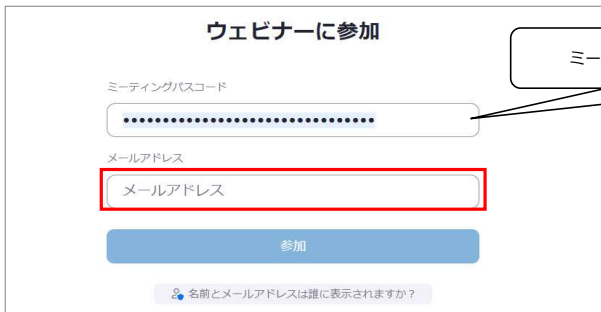 ウェビナーに参加
ミー
ミーティングパスコード
メールアドレス
メールアドレス
参加
名前とメールアドレスは誰に表示されますか？